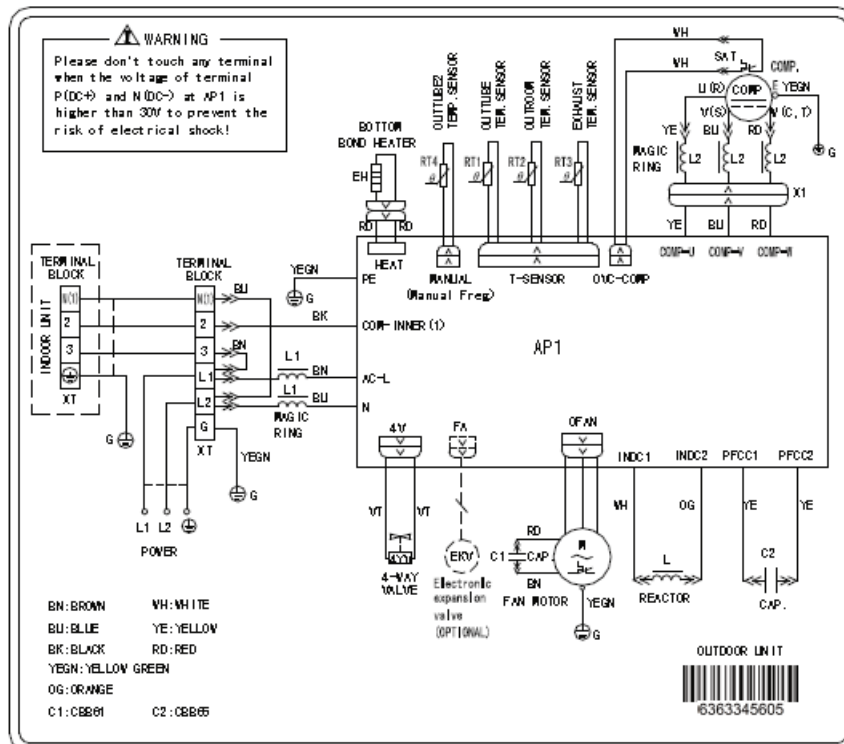 WARNING
Please don't touch any terminal
when the voltage of terminal
P(DC+) and N(DC-) at AP1 is
higher than 30V to prevent the
risk of electrical shock!
BOTTOM
BOND HEATER
EH
RD RD
HEAT
OUTTUBE2
TEMP.SENSOR
RT4
θ
MANUAL
(Manual Freg)
OUTTUBE
TEM.SENSOR
RT1
θ
OUTROOM
TEM.SENSOR
RT2
θ
EXHAUST
TEM.SENSOR
RT3
θ
T-SENSOR
OVC-COMP
WH
WH
SAT
COMP.
U(R)
COMP
E YEGN
V(S)
W(C,T)
G
YE BU RD
MAGIC
RING
L2 L2 L2
X1
YE BU RD
COMP-U COMP-V COMP-W
INDOOR UNIT
TERMINAL
BLOCK
N(1)
2
3
XT
G
TERMINAL
BLOCK
N(1)
2
3
L1
L2
G
XT
BU
BK
BN
L1
BN
L1
BU
MAGIC
RING
YEGN
G
YEGN
G
L1 L2
POWER
PE
COM-INNER(1)
AC-L
N
AP1
4V
VT VT
4YV
4-WAY
VALVE
FA
EKV
Electronic
expansion
valve
(OPTIONAL)
OFAN
RD
C1 CAP.
BN
M
~
FAN MOTOR
YEGN
G
INDC1 INDC2 PFCC1 PFCC2
WH OG YE YE
L
REACTOR
C2
CAP.
BN:BROWN WH:WHITE
BU:BLUE YE:YELLOW
BK:BLACK RD:RED
YEGN:YELLOW GREEN
OG:ORANGE
C1:CBB61 C2:CBB65
OUTDOOR UNIT
6363345605